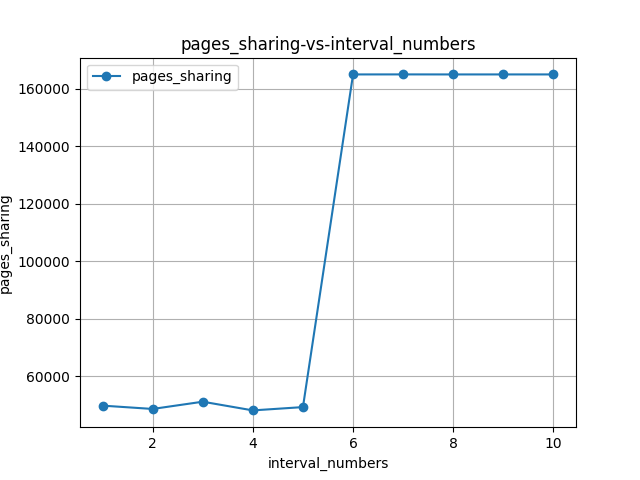 pages_sharing-vs-interval_numbers
pages_sharing
160000
140000
120000
100000
80000
60000
pages_sharing
2 4 6 8 10
interval_numbers